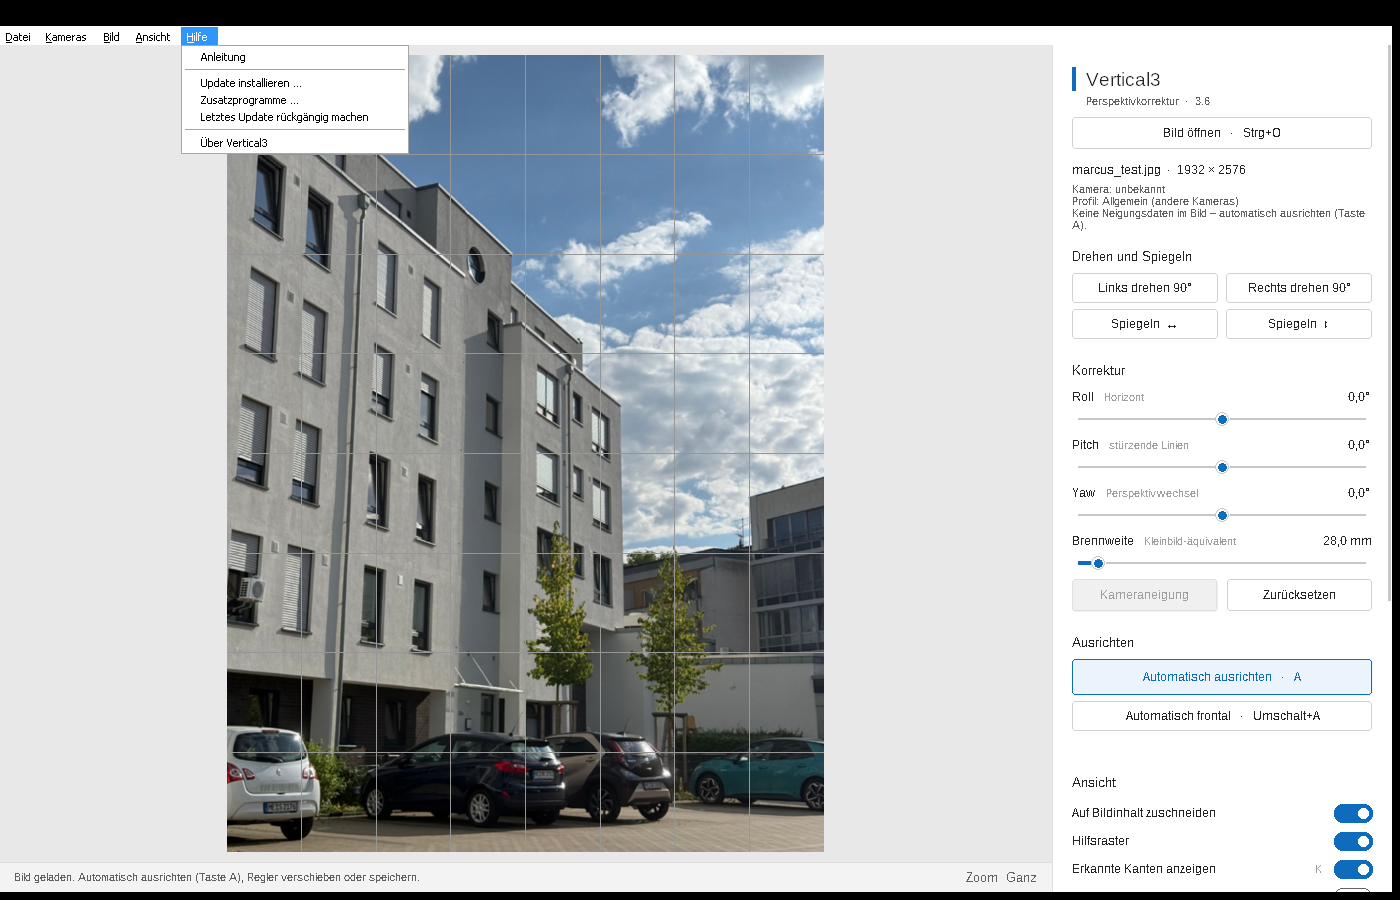 Datei Kameras Bild Ansicht Hilfe
Anleitung
Update installieren ...
Zusatzprogramme ...
Letztes Update rückgängig machen
Über Vertical3
Vertical3
Perspektivkorrektur · 3.6
Bild öffnen · Strg+O
marcus_test.jpg · 1932 × 2576
Kamera: unbekannt
Profil: Allgemein (andere Kameras)
Keine Neigungsdaten im Bild – automatisch ausrichten (Taste
A).
Drehen und Spiegeln
Links drehen 90° Rechts drehen 90°
Spiegeln ↔ Spiegeln ↕
Korrektur
Roll Horizont 0,0°
Pitch stürzende Linien 0,0°
Yaw Perspektivwechsel 0,0°
Brennweite Kleinbild-äquivalent 28,0 mm
Kameraneigung Zurücksetzen
Ausrichten
Automatisch ausrichten · A
Automatisch frontal · Umschalt+A
Ansicht
Auf Bildinhalt zuschneiden
Hilfsraster
Erkannte Kanten anzeigen K
Bild geladen. Automatisch ausrichten (Taste A), Regler verschieben oder speichern.
Zoom Ganz